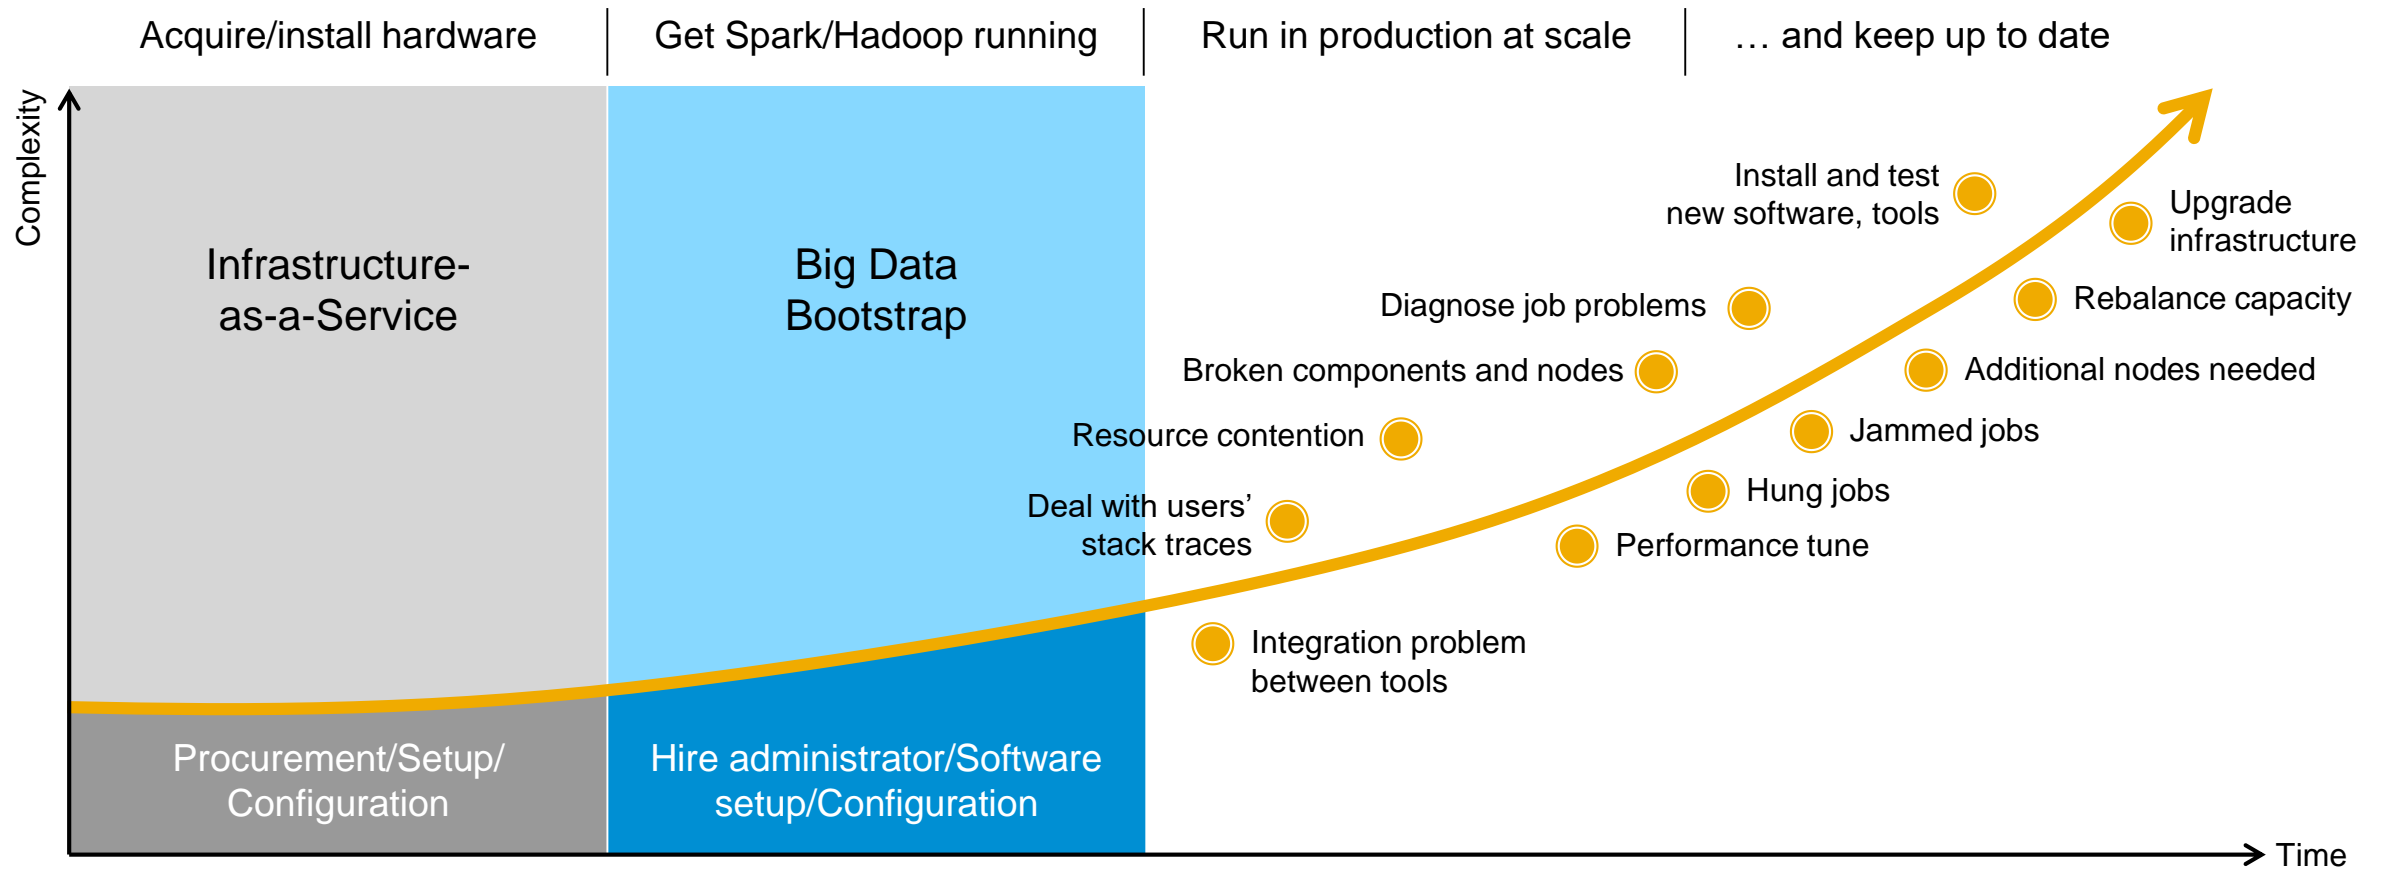 Acquire/install hardware
Get Spark/Hadoop running
Run in production at scale
… and keep up to date
Complexity
Infrastructure-
as-a-Service
Big Data
Bootstrap
Install and test
new software, tools
Upgrade
infrastructure
Diagnose job problems
Rebalance capacity
Broken components and nodes
Additional nodes needed
Resource contention
Jammed jobs
Deal with users’
stack traces
Hung jobs
Performance tune
Integration problem
between tools
Procurement/Setup/
Configuration
Hire administrator/Software
setup/Configuration
Time